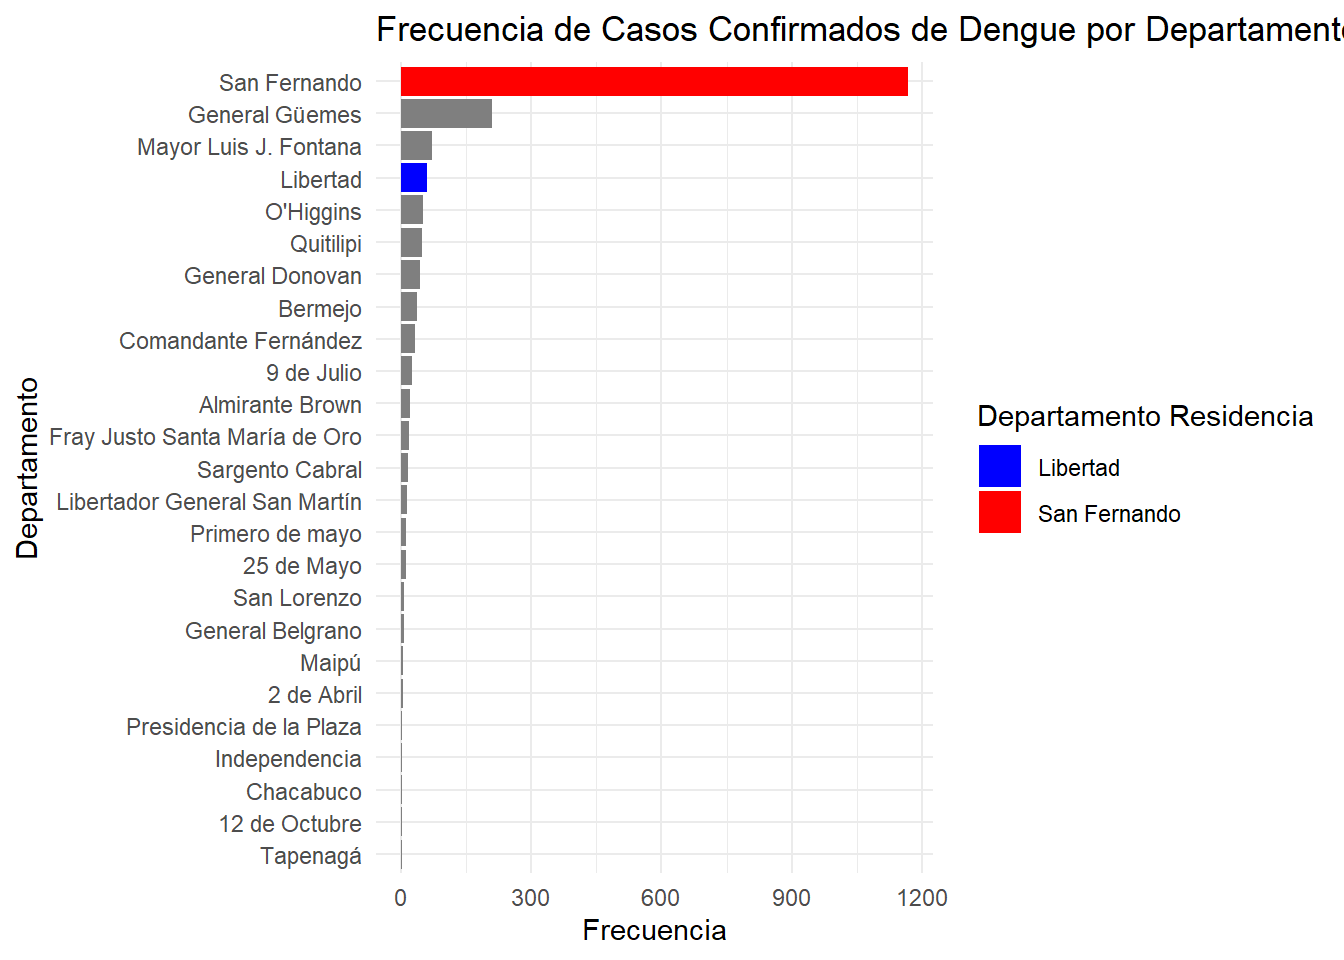 Frecuencia de Casos Confirmados de Dengue por Departament
San Fernando
General Güemes
Mayor Luis J. Fontana
Libertad
O'Higgins
Quitilipi
General Donovan
Bermejo
Comandante Fernández
9 de Julio
Almirante Brown
Fray Justo Santa María de Oro
Sargento Cabral
Libertador General San Martín
Primero de mayo
25 de Mayo
San Lorenzo
General Belgrano
Maipú
2 de Abril
Presidencia de la Plaza
Independencia
Chacabuco
12 de Octubre
Tapenagá
Departamento
0 300 600 900 1200
Frecuencia
Departamento Residencia
Libertad
San Fernando